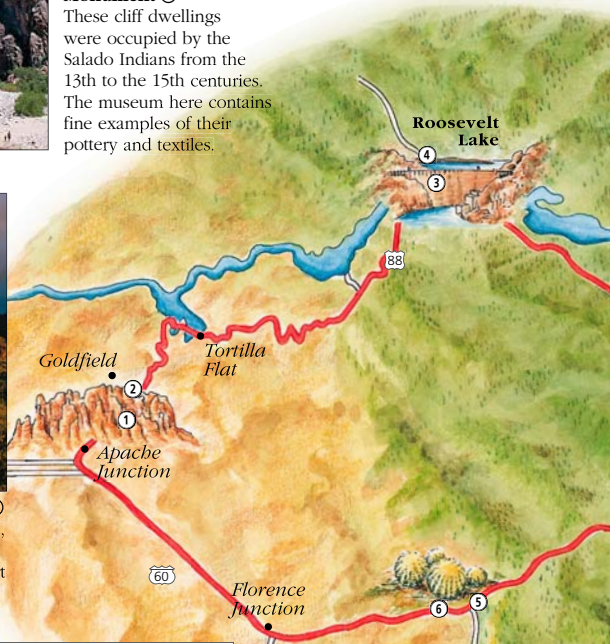 These cliff dwellings
were occupied by the
Salado Indians from the
13th to the 15th centuries.
The museum here contains
fine examples of their
pottery and textiles.
Roosevelt
Lake
4
3
88
Goldfield
Tortilla
Flat
2
1
Apache
Junction
60
Florence
Junction
6
5